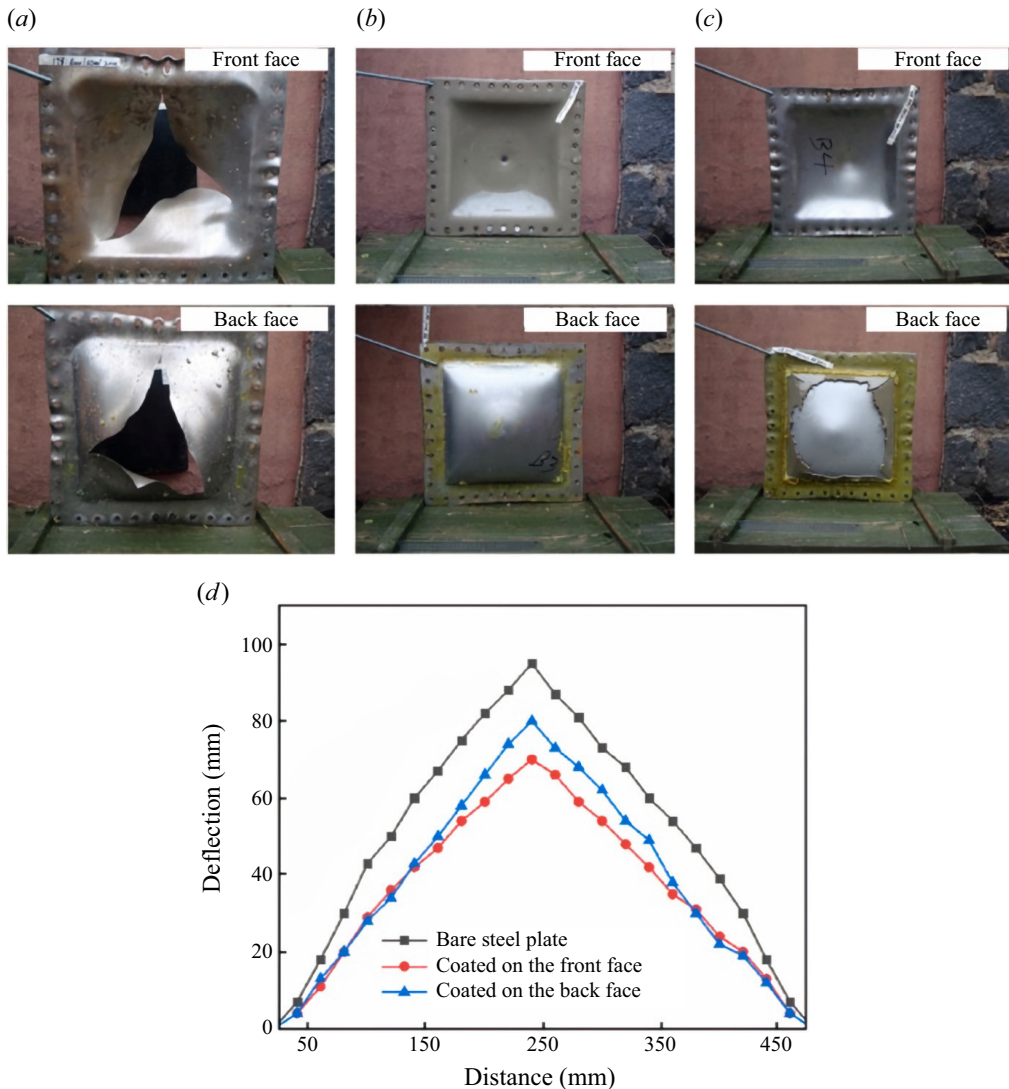 (a)
(b)
(c)
Front face
Front face
Front face
B4
Back face
Back face
Back face
B3
(d)
100
80
60
40
20
0
Deflection (mm)
Bare steel plate
Coated on the front face
Coated on the back face
50
150
250
350
450
Distance (mm)